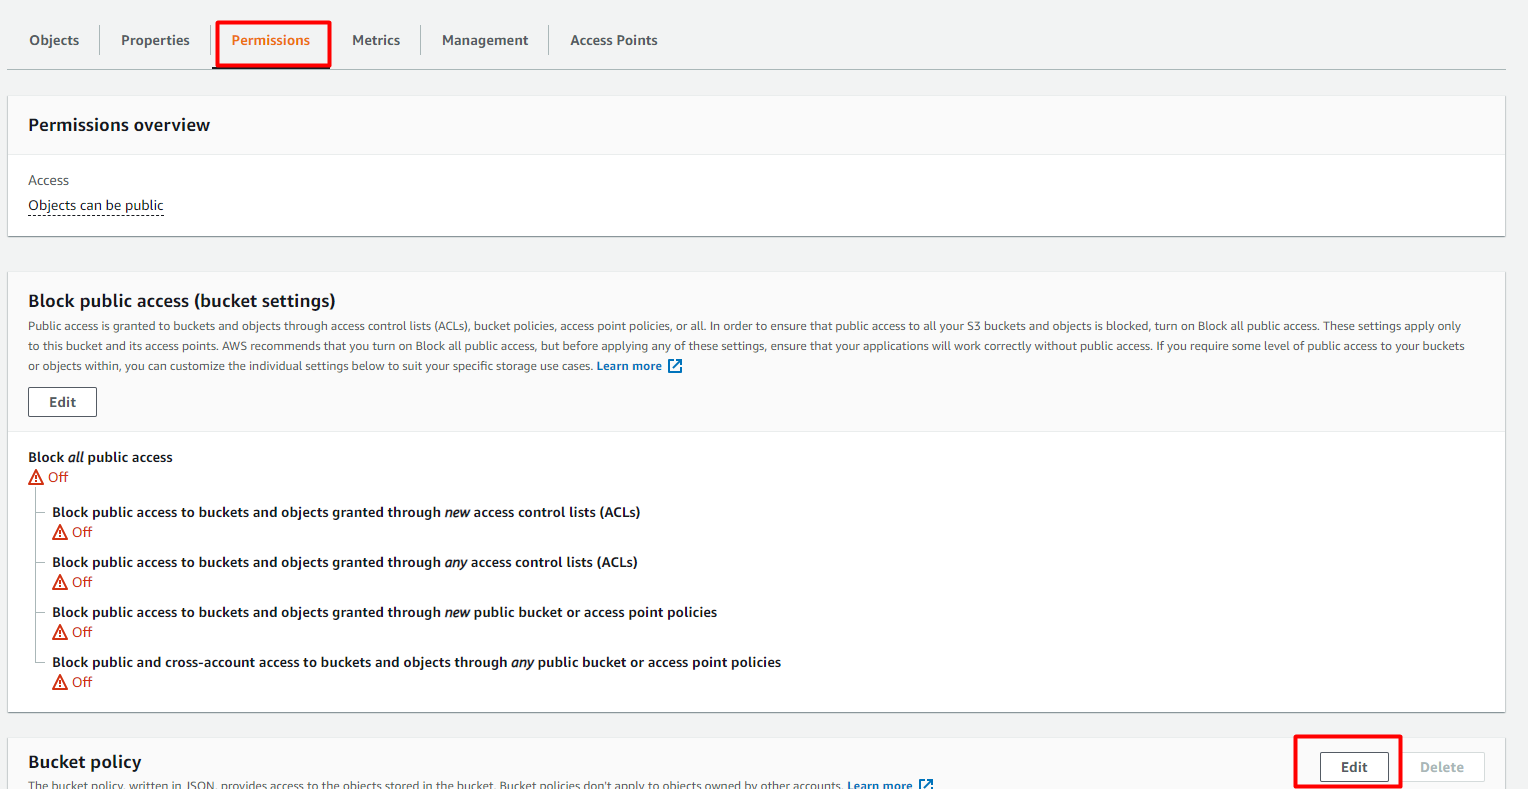 Objects Properties Permissions Metrics Management Access Points
Permissions overview
Access
Objects can be public
Block public access (bucket settings)
Public access is granted to buckets and objects through access control lists (ACLs), bucket policies, access point policies, or all. In order to ensure that public access to all your S3 buckets and objects is blocked, turn on Block all public access. These settings apply only
to this bucket and its access points. AWS recommends that you turn on Block all public access, but before applying any of these settings, ensure that your applications will work correctly without public access. If you require some level of public access to your buckets
or objects within, you can customize the individual settings below to suit your specific storage use cases. Learn more
Edit
Block all public access
Off
Block public access to buckets and objects granted through new access control lists (ACLs)
Off
Block public access to buckets and objects granted through any access control lists (ACLs)
Off
Block public access to buckets and objects granted through new public bucket or access point policies
Off
Block public and cross-account access to buckets and objects through any public bucket or access point policies
Off
Bucket policy Edit Delete
The bucket policy, written in JSON, provides access to the objects stored in the bucket. Bucket policies don't apply to objects owned by other accounts. Learn more